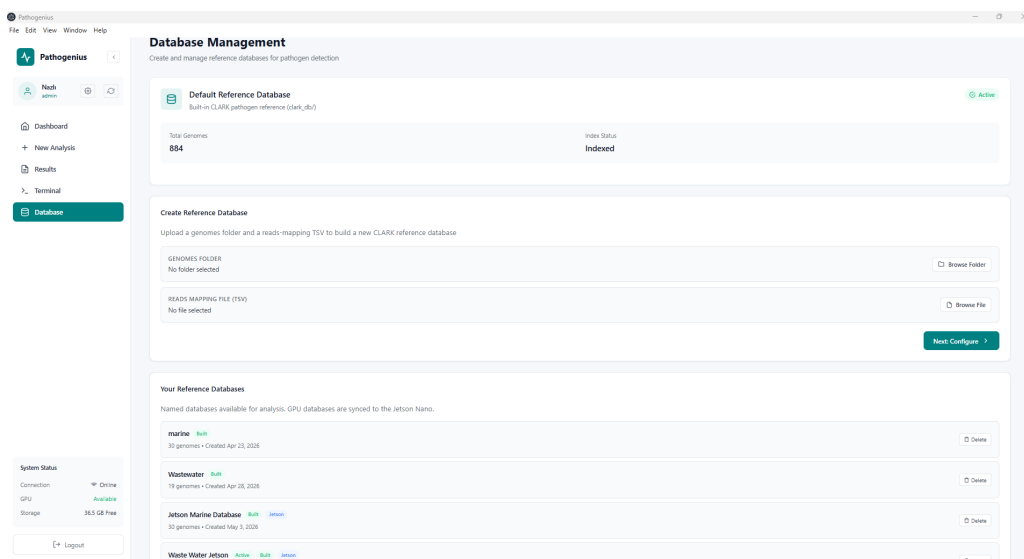 Pathogenius
File Edit View Window Help
Pathogenius
Nazlı
admin
Dashboard
New Analysis
Results
Terminal
Database
System Status
Connection Online
GPU Available
Storage 36.5 GB Free
Logout
Database Management
Create and manage reference databases for pathogen detection
Default Reference Database
Active
Built-in CLARK pathogen reference (clark_db/)
Total Genomes Index Status
884 Indexed
Create Reference Database
Upload a genomes folder and a reads-mapping TSV to build a new CLARK reference database
GENOMES FOLDER
No folder selected
Browse Folder
READS MAPPING FILE (TSV)
No file selected
Browse File
Next: Configure
Your Reference Databases
Named databases available for analysis. GPU databases are synced to the Jetson Nano.
marine Built
30 genomes • Created Apr 23, 2026
Delete
Wastewater Built
19 genomes • Created Apr 28, 2026
Delete
Jetson Marine Database Built Jetson
30 genomes • Created May 3, 2026
Delete
Waste Water Jetson Active Built Jetson